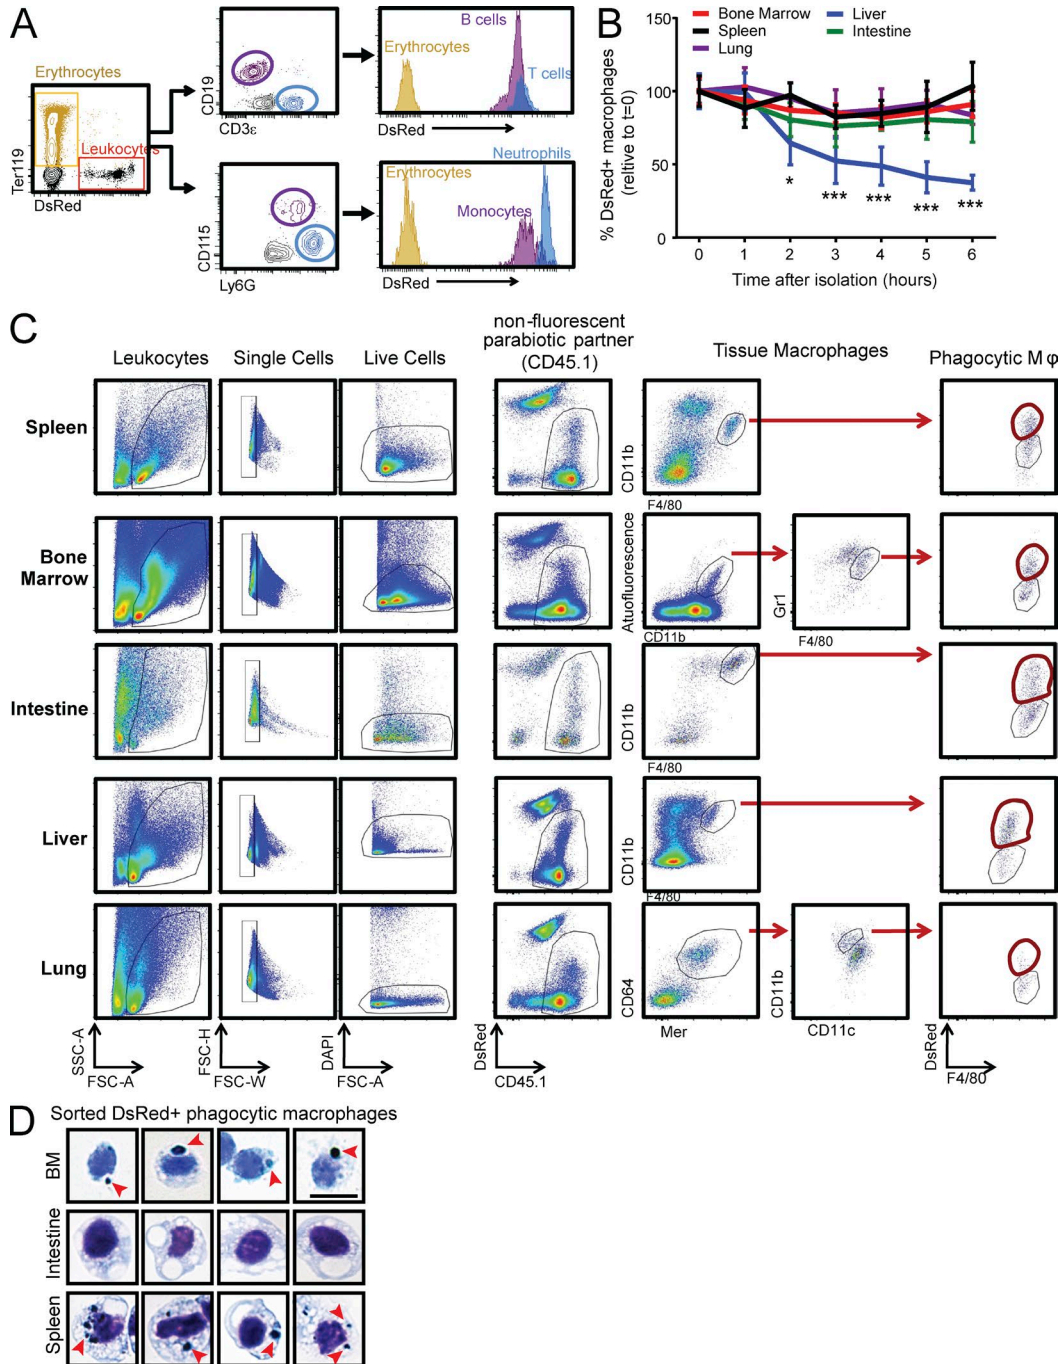 A
Erythrocytes
Leukocytes
Ter119
DsRed
CD19
CD3ε
B cells
Erythrocytes
T cells
DsRed
CD115
Ly6G
Neutrophils
Erythrocytes
Monocytes
DsRed
B
Bone Marrow
Spleen
Lung
Liver
Intestine
% DsRed+ macrophages
(reltive to t=0)
150
100
50
0
* *** *** *** ***
0 1 2 3 4 5 6
Time after isolation (hours)
C
Leukocytes
Single Cells
Live Cells
non-fluorescent
parabiotic partner
(CD45.1)
Tissue Macrophages
Phagocytic M φ
Spleen
CD11b
F4/80
Bone
Marrow
Atuofluorescence
CD11b
Gr1
F4/80
Intestine
CD11b
F4/80
Liver
CD11b
F4/80
Lung
CD64
Mer
CD11b
CD11c
SSC-A
FSC-A
FSC-H
FSC-W
DAPI
FSC-A
DsRed
CD45.1
DsRed
F4/80
D
Sorted DsRed+ phagocytic macrophages
BM
Intestine
Spleen